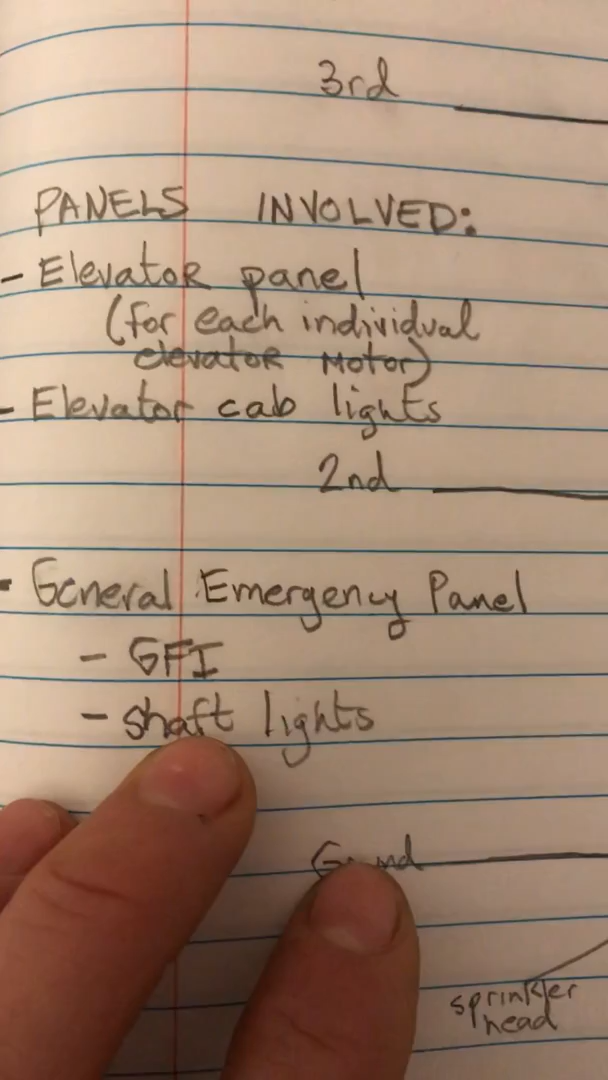 3rd
PANELS INVOLVED:
- Elevator panel
(for each individual
elevator Motor)
- Elevator cab lights
2nd
- General Emergency Panel
- GFI
- shaft lights
sprinkler
head